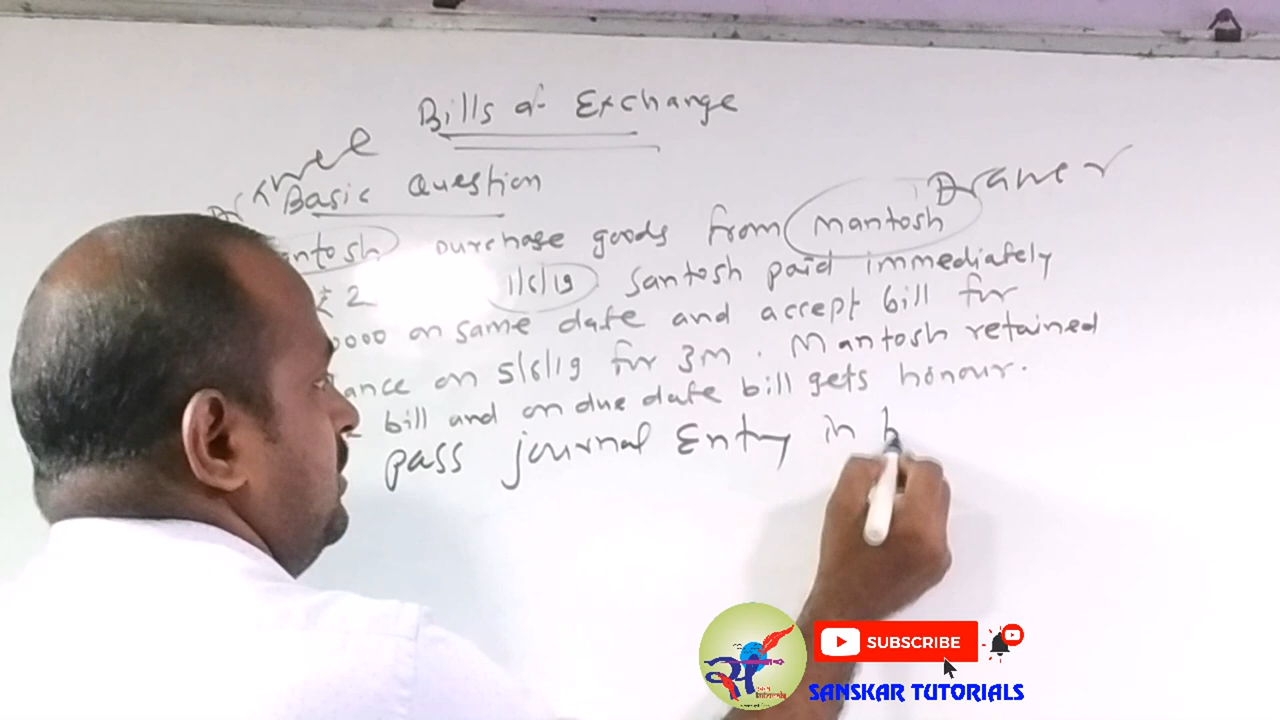 Bills of Exchange
Basic Question
Drawer
antosh purchase goods from Mantosh
₹ 2 1/6/19 Santosh paid immediately
0000 on same date and accept bill for
ance on 5/6/19 for 3M. Mantosh retained
bill and on due date bill gets honour.
pass journal Entry in b
SUBSCRIBE
SANSKAR TUTORIALS